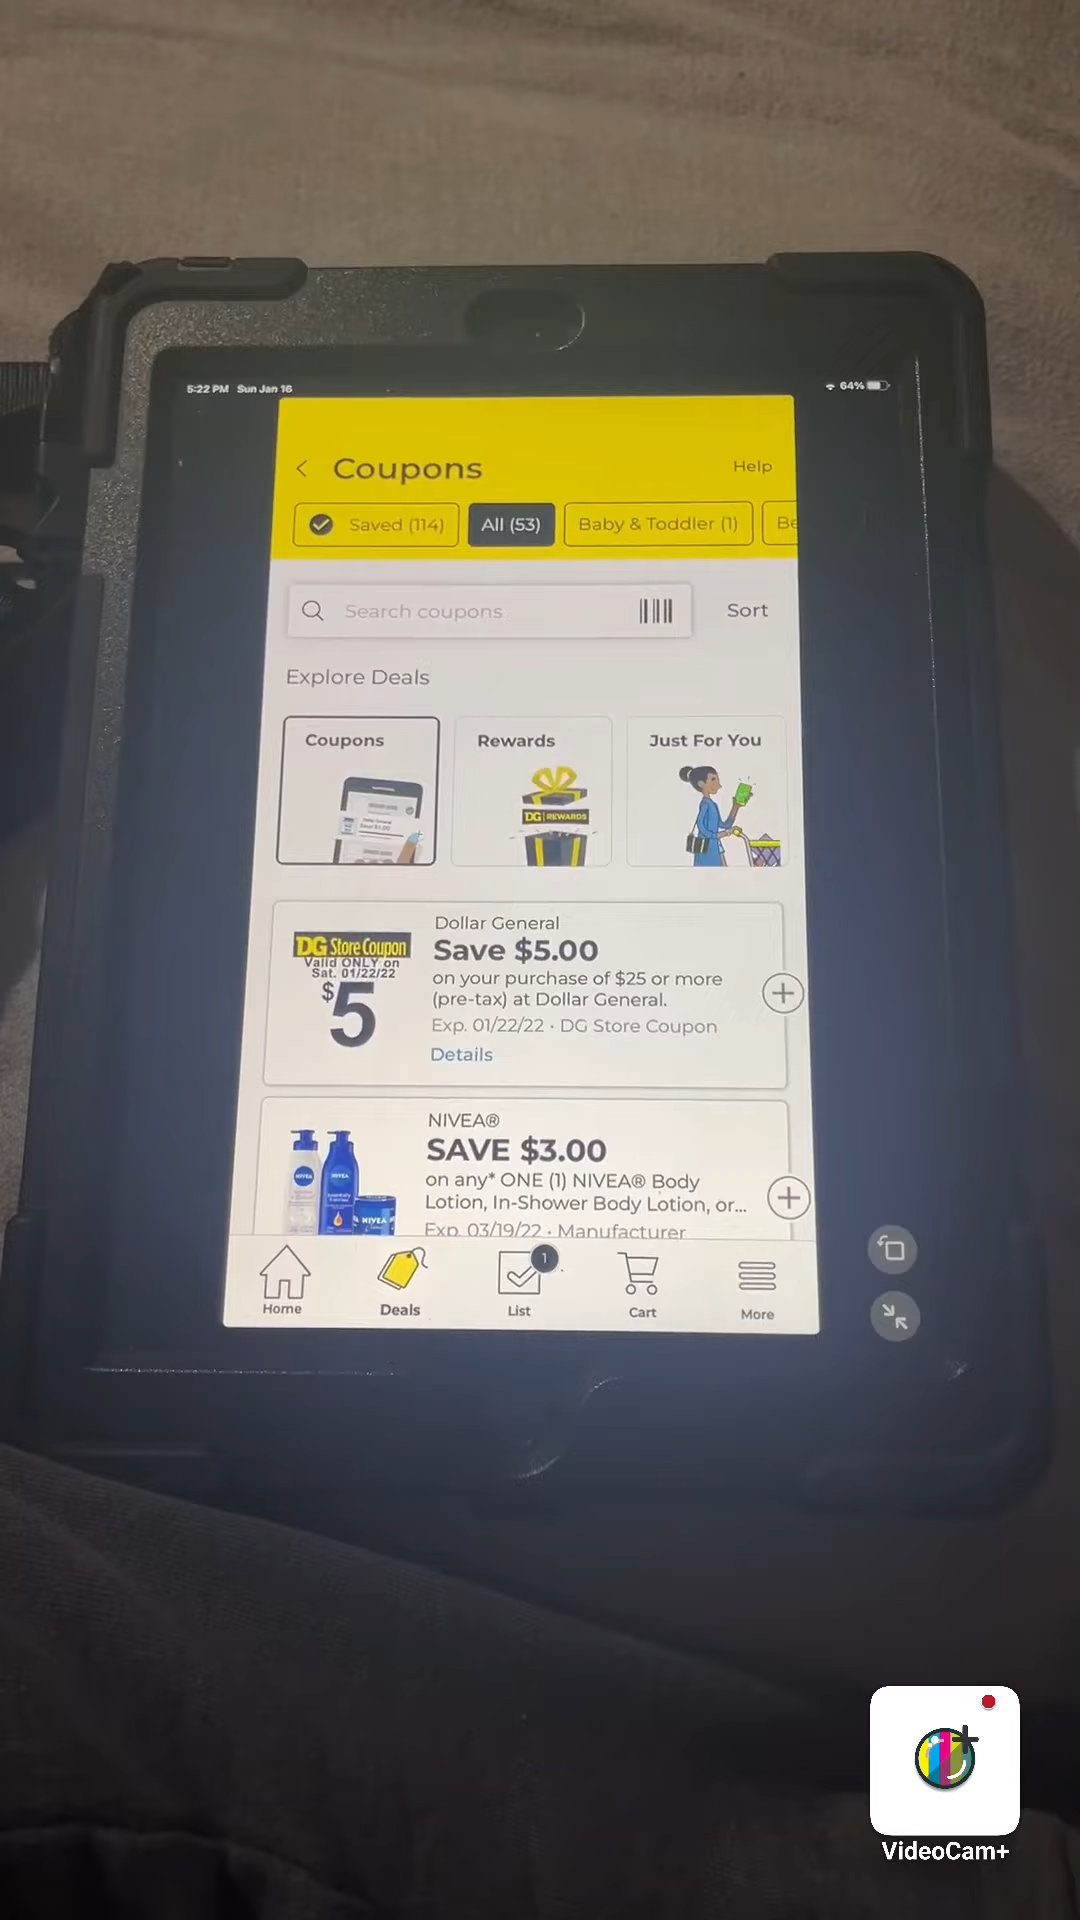 5:22 PM Sun Jan 16
64%
Coupons
Help
Saved (114)
All (53)
Baby & Toddler (1)
Be
Search coupons
Sort
Explore Deals
Coupons
Rewards
Just For You
DG REWARDS
DG Store Coupon
Valid ONLY on
Sat. 01/22/22
$5
Dollar General
Save $5.00
on your purchase of $25 or more
(pre-tax) at Dollar General.
Exp. 01/22/22 • DG Store Coupon
Details
NIVEA
NIVEA
NIVEA
NIVEA®
SAVE $3.00
on any* ONE (1) NIVEA® Body
Lotion, In-Shower Body Lotion, or...
Exp. 03/19/22 • Manufacturer
Home
Deals
1
List
Cart
More
VideoCam+